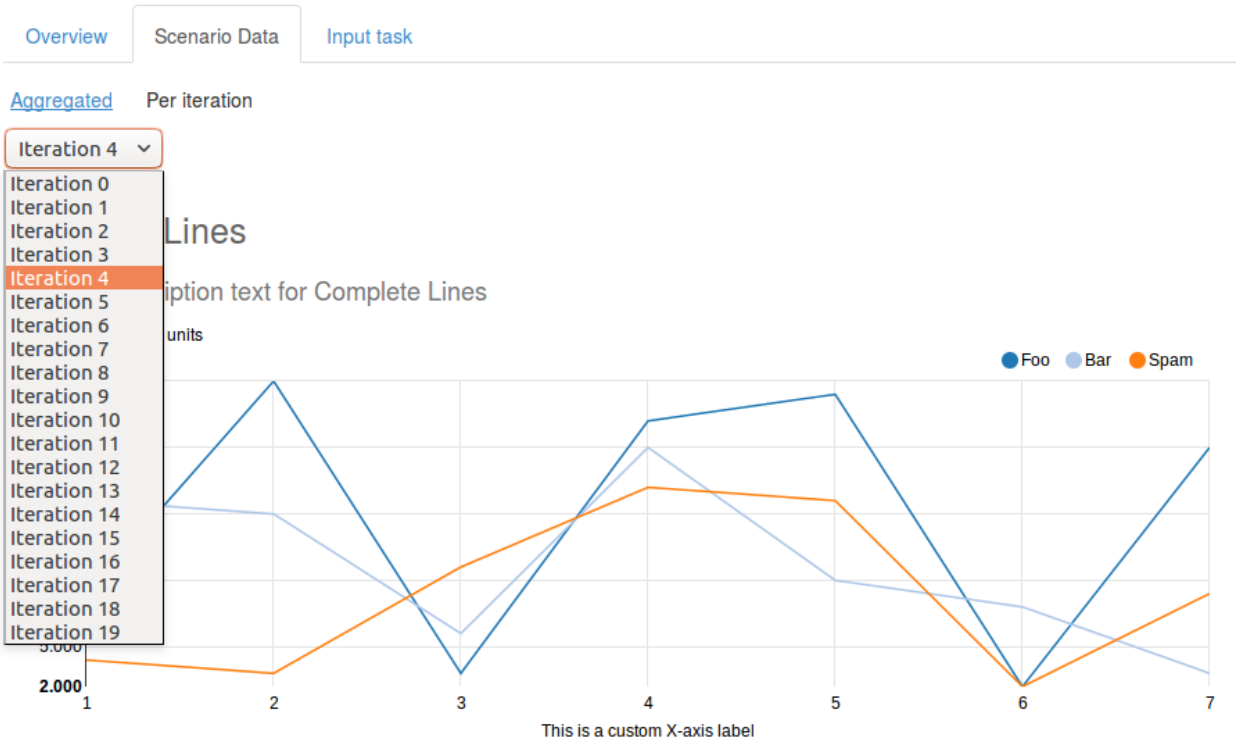 Overview Scenario Data Input task
Aggregated Per iteration
Iteration 4
Iteration 0
Iteration 1
Iteration 2
Iteration 3
Iteration 4
Iteration 5
Iteration 6
Iteration 7
Iteration 8
Iteration 9
Iteration 10
Iteration 11
Iteration 12
Iteration 13
Iteration 14
Iteration 15
Iteration 16
Iteration 17
Iteration 18
Iteration 19
Lines
text for Complete Lines
units
Foo Bar Spam
5.000
2.000
1 2 3 4 5 6 7
This is a custom X-axis label